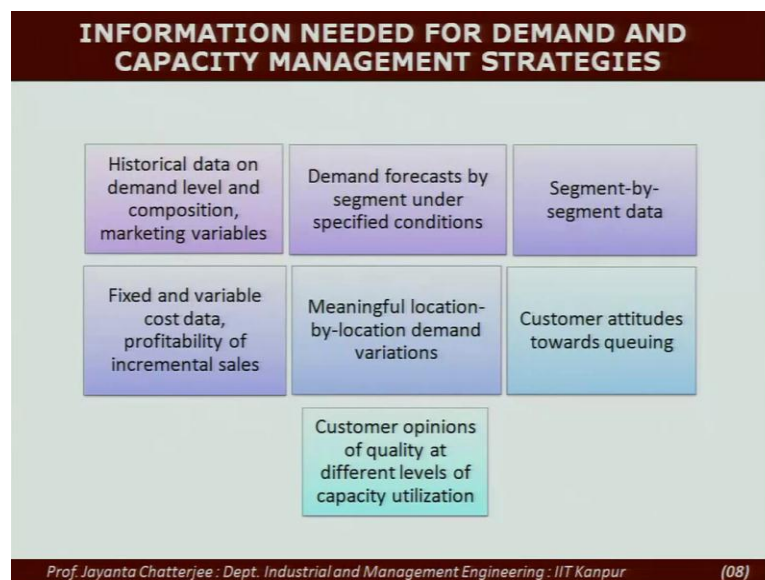 INFORMATION NEEDED FOR DEMAND AND
CAPACITY MANAGEMENT STRATEGIES
Historical data on
demand level and
composition,
marketing variables
Demand forecasts by
segment under
specified conditions
Segment-by-
segment data
Fixed and variable
cost data,
profitability of
incremental sales
Meaningful location-
by-location demand
variations
Customer attitudes
towards queuing
Customer opinions
of quality at
different levels of
capacity utilization
Prof. Jayanta Chatterjee : Dept. Industrial and Management Engineering : IIT Kanpur
(08)